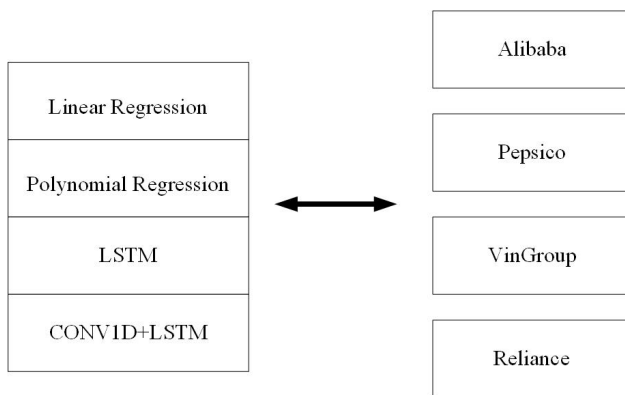 Linear Regression
Polynomial Regression
LSTM
CONV1D+LSTM
Alibaba
Pepsico
VinGroup
Reliance